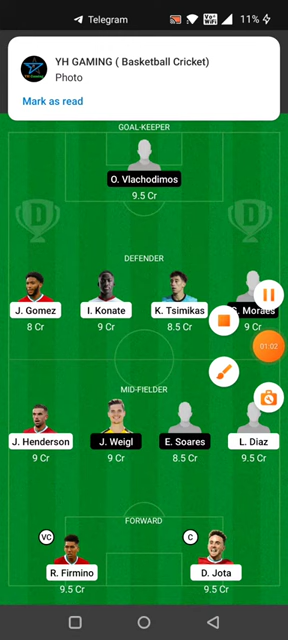 Telegram
Vo WiFi
11%
YH GAMING ( Basketball Cricket)
Photo
Mark as read
GOAL-KEEPER
O. Vlachodimos
9.5 Cr
DEFENDER
J. Gomez I. Konate K. Tsimikas Moraes
8 Cr 9 Cr 8.5 Cr 9 Cr
01:02
MID-FIELDER
J. Henderson J. Weigl E. Soares L. Diaz
9 Cr 9 Cr 8.5 Cr 9.5 Cr
FORWARD
VC C
R. Firmino D. Jota
9.5 Cr 9.5 Cr